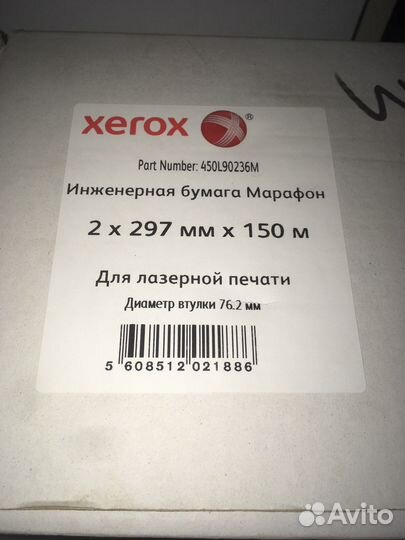 xerox ®
Part Number: 450L90236M
Инженерная бумага Марафон
2 x 297 мм x 150 м
Для лазерной печати
Диаметр втулки 76.2 мм
5 608512 021886
Avito